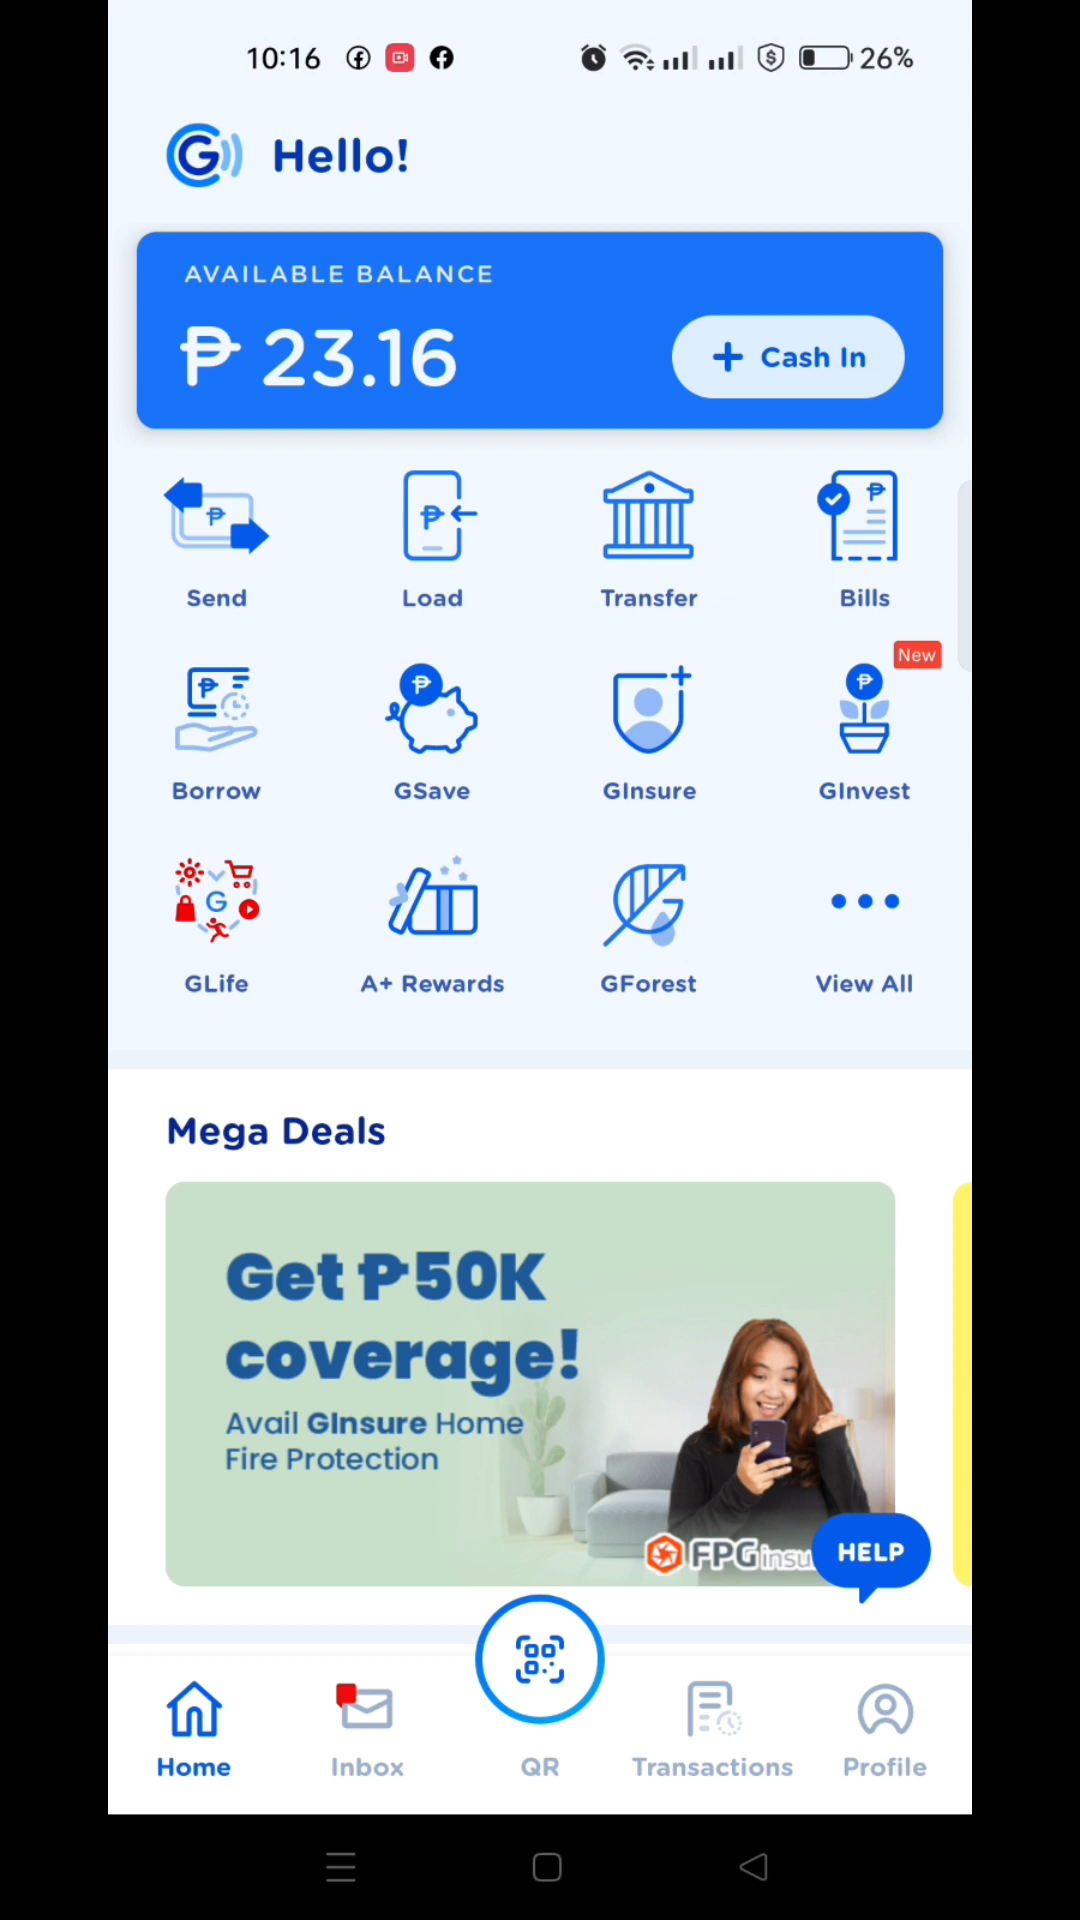 10:16
26%
Hello!
AVAILABLE BALANCE
₱ 23.16
+ Cash In
Send
Load
Transfer
Bills
New
Borrow
GSave
GInsure
GInvest
GLife
A+ Rewards
GForest
View All
Mega Deals
Get ₱50K
coverage!
Avail GInsure Home
Fire Protection
FPG insu
HELP
Home
Inbox
QR
Transactions
Profile